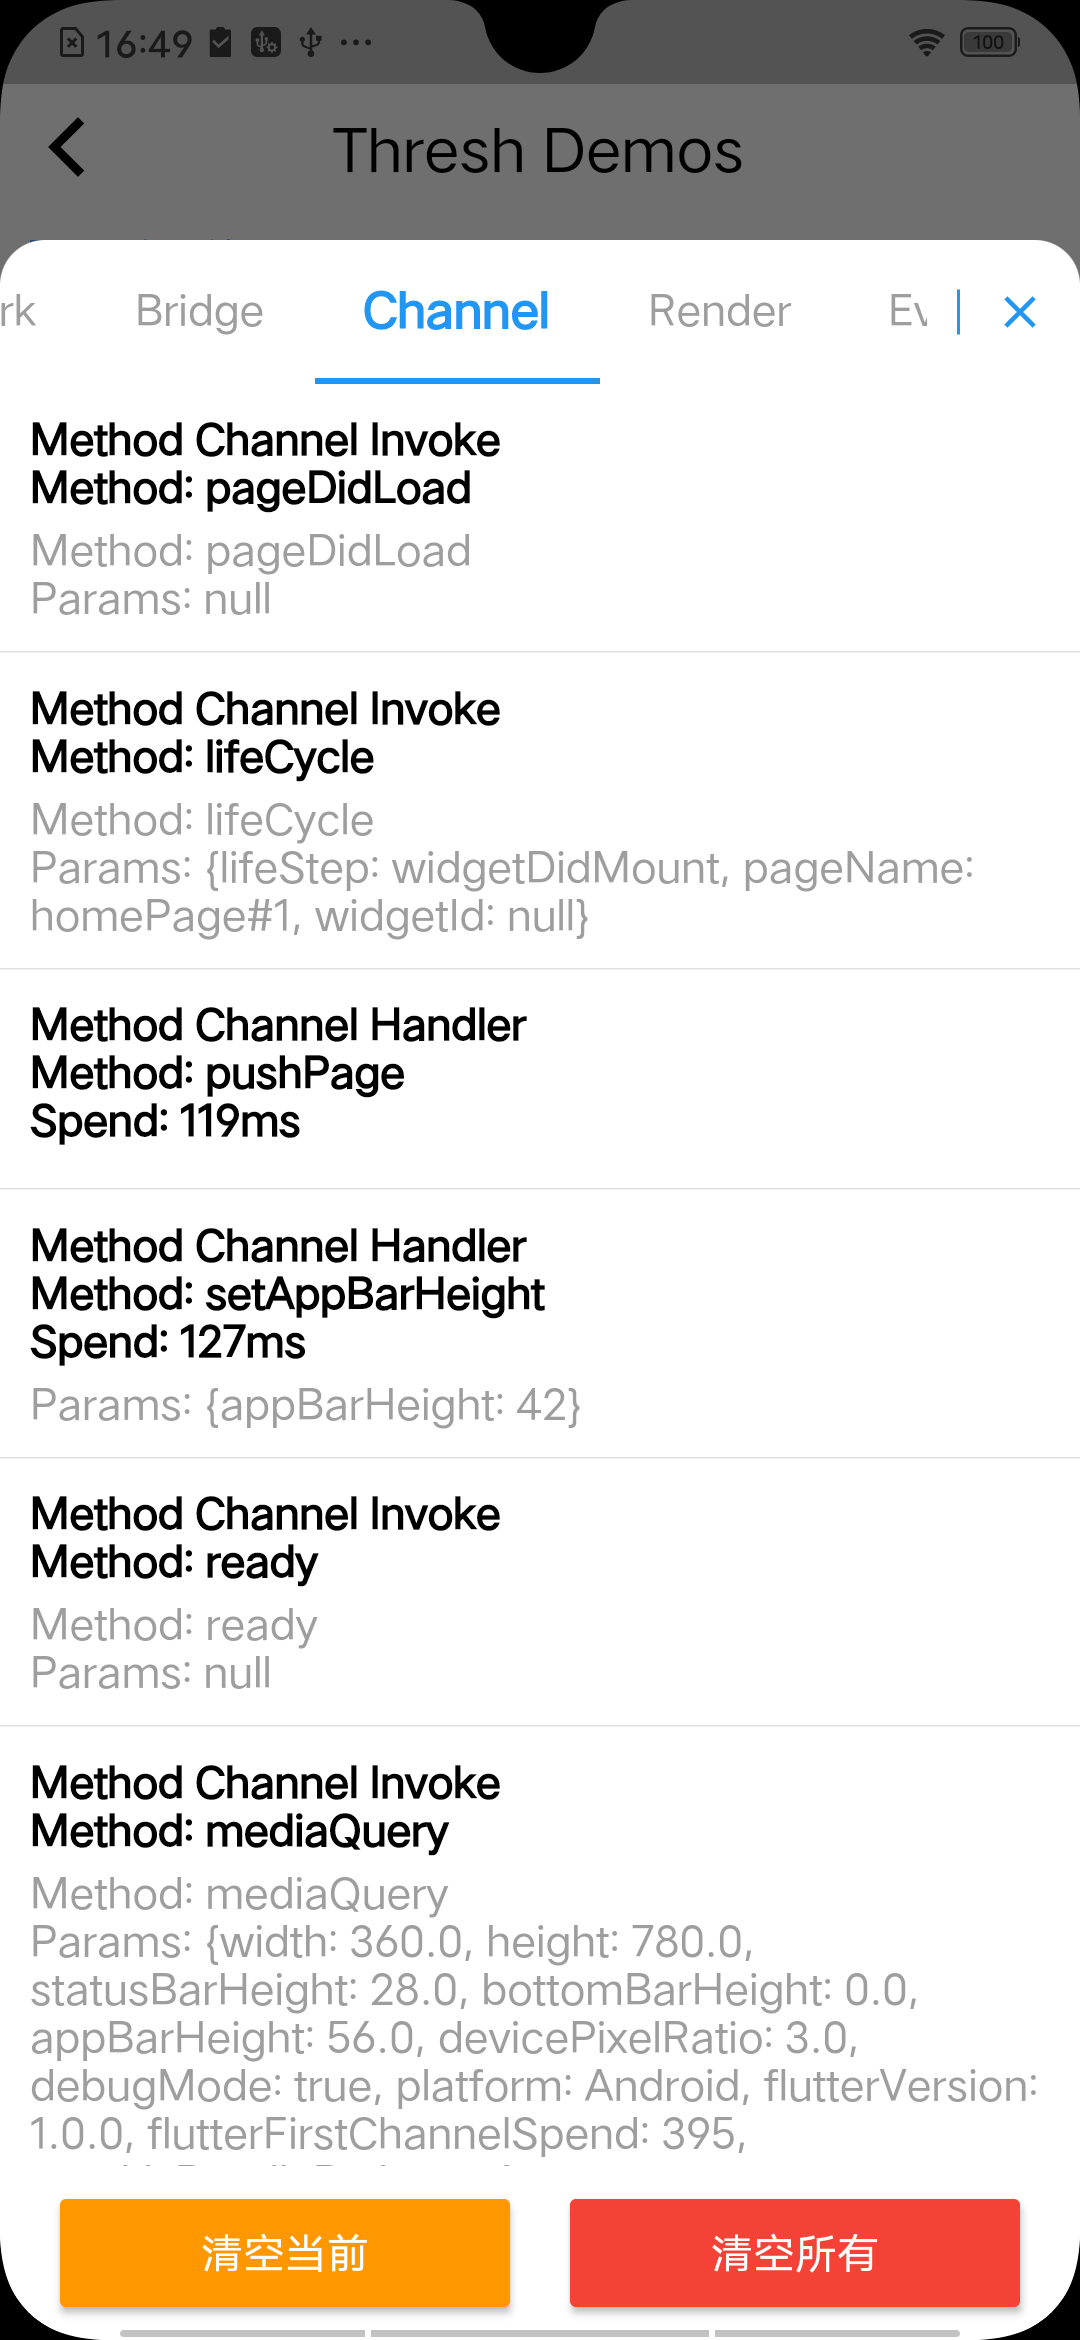 16:49
100
Thresh Demos
rk Bridge Channel Render Ev
Method Channel Invoke
Method: pageDidLoad
Method: pageDidLoad
Params: null
Method Channel Invoke
Method: lifeCycle
Method: lifeCycle
Params: {lifeStep: widgetDidMount, pageName:
homePage#1, widgetId: null}
Method Channel Handler
Method: pushPage
Spend: 119ms
Method Channel Handler
Method: setAppBarHeight
Spend: 127ms
Params: {appBarHeight: 42}
Method Channel Invoke
Method: ready
Method: ready
Params: null
Method Channel Invoke
Method: mediaQuery
Method: mediaQuery
Params: {width: 360.0, height: 780.0,
statusBarHeight: 28.0, bottomBarHeight: 0.0,
appBarHeight: 56.0, devicePixelRatio: 3.0,
debugMode: true, platform: Android, flutterVersion:
1.0.0, flutterFirstChannelSpend: 395,
清空当前 清空所有